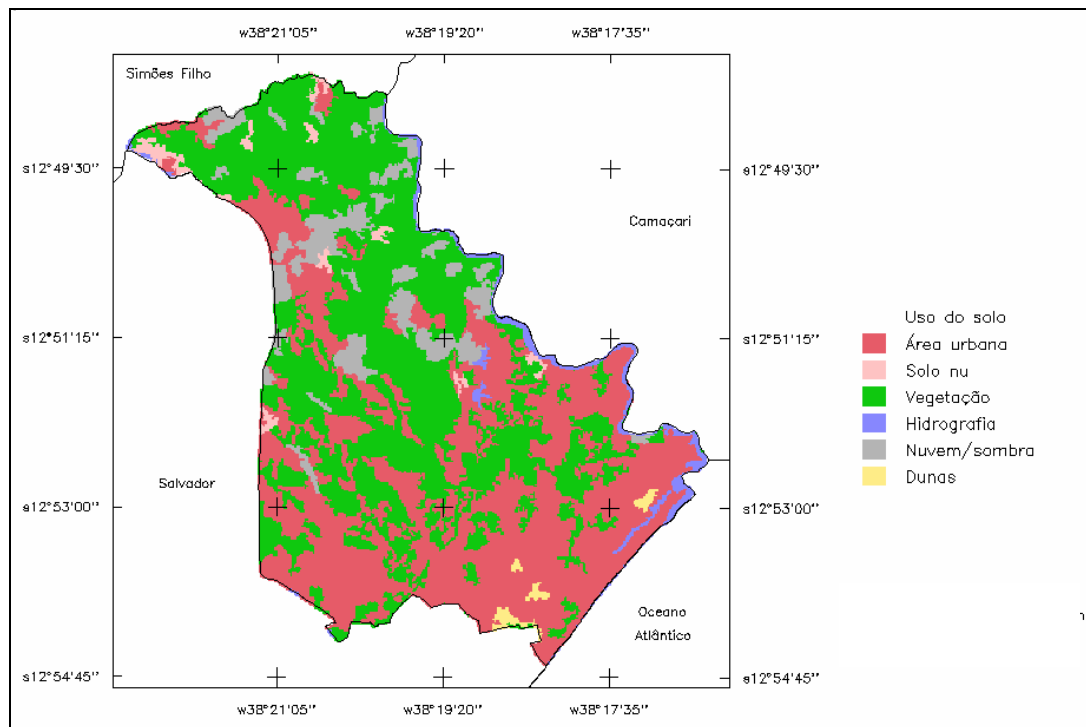 w38°21'05'' w38°19'20'' w38°17'35''
Simões Filho
s12°49'30'' s12°49'30''
Camaçari
s12°51'15'' s12°51'15''
Uso do solo
Área urbana
Solo nu
Vegetação
Hidrografia
Nuvem/sombra
Dunas
Salvador
s12°53'00'' s12°53'00''
Oceano
Atlântico
s12°54'45'' s12°54'45''
w38°21'05'' w38°19'20'' w38°17'35''